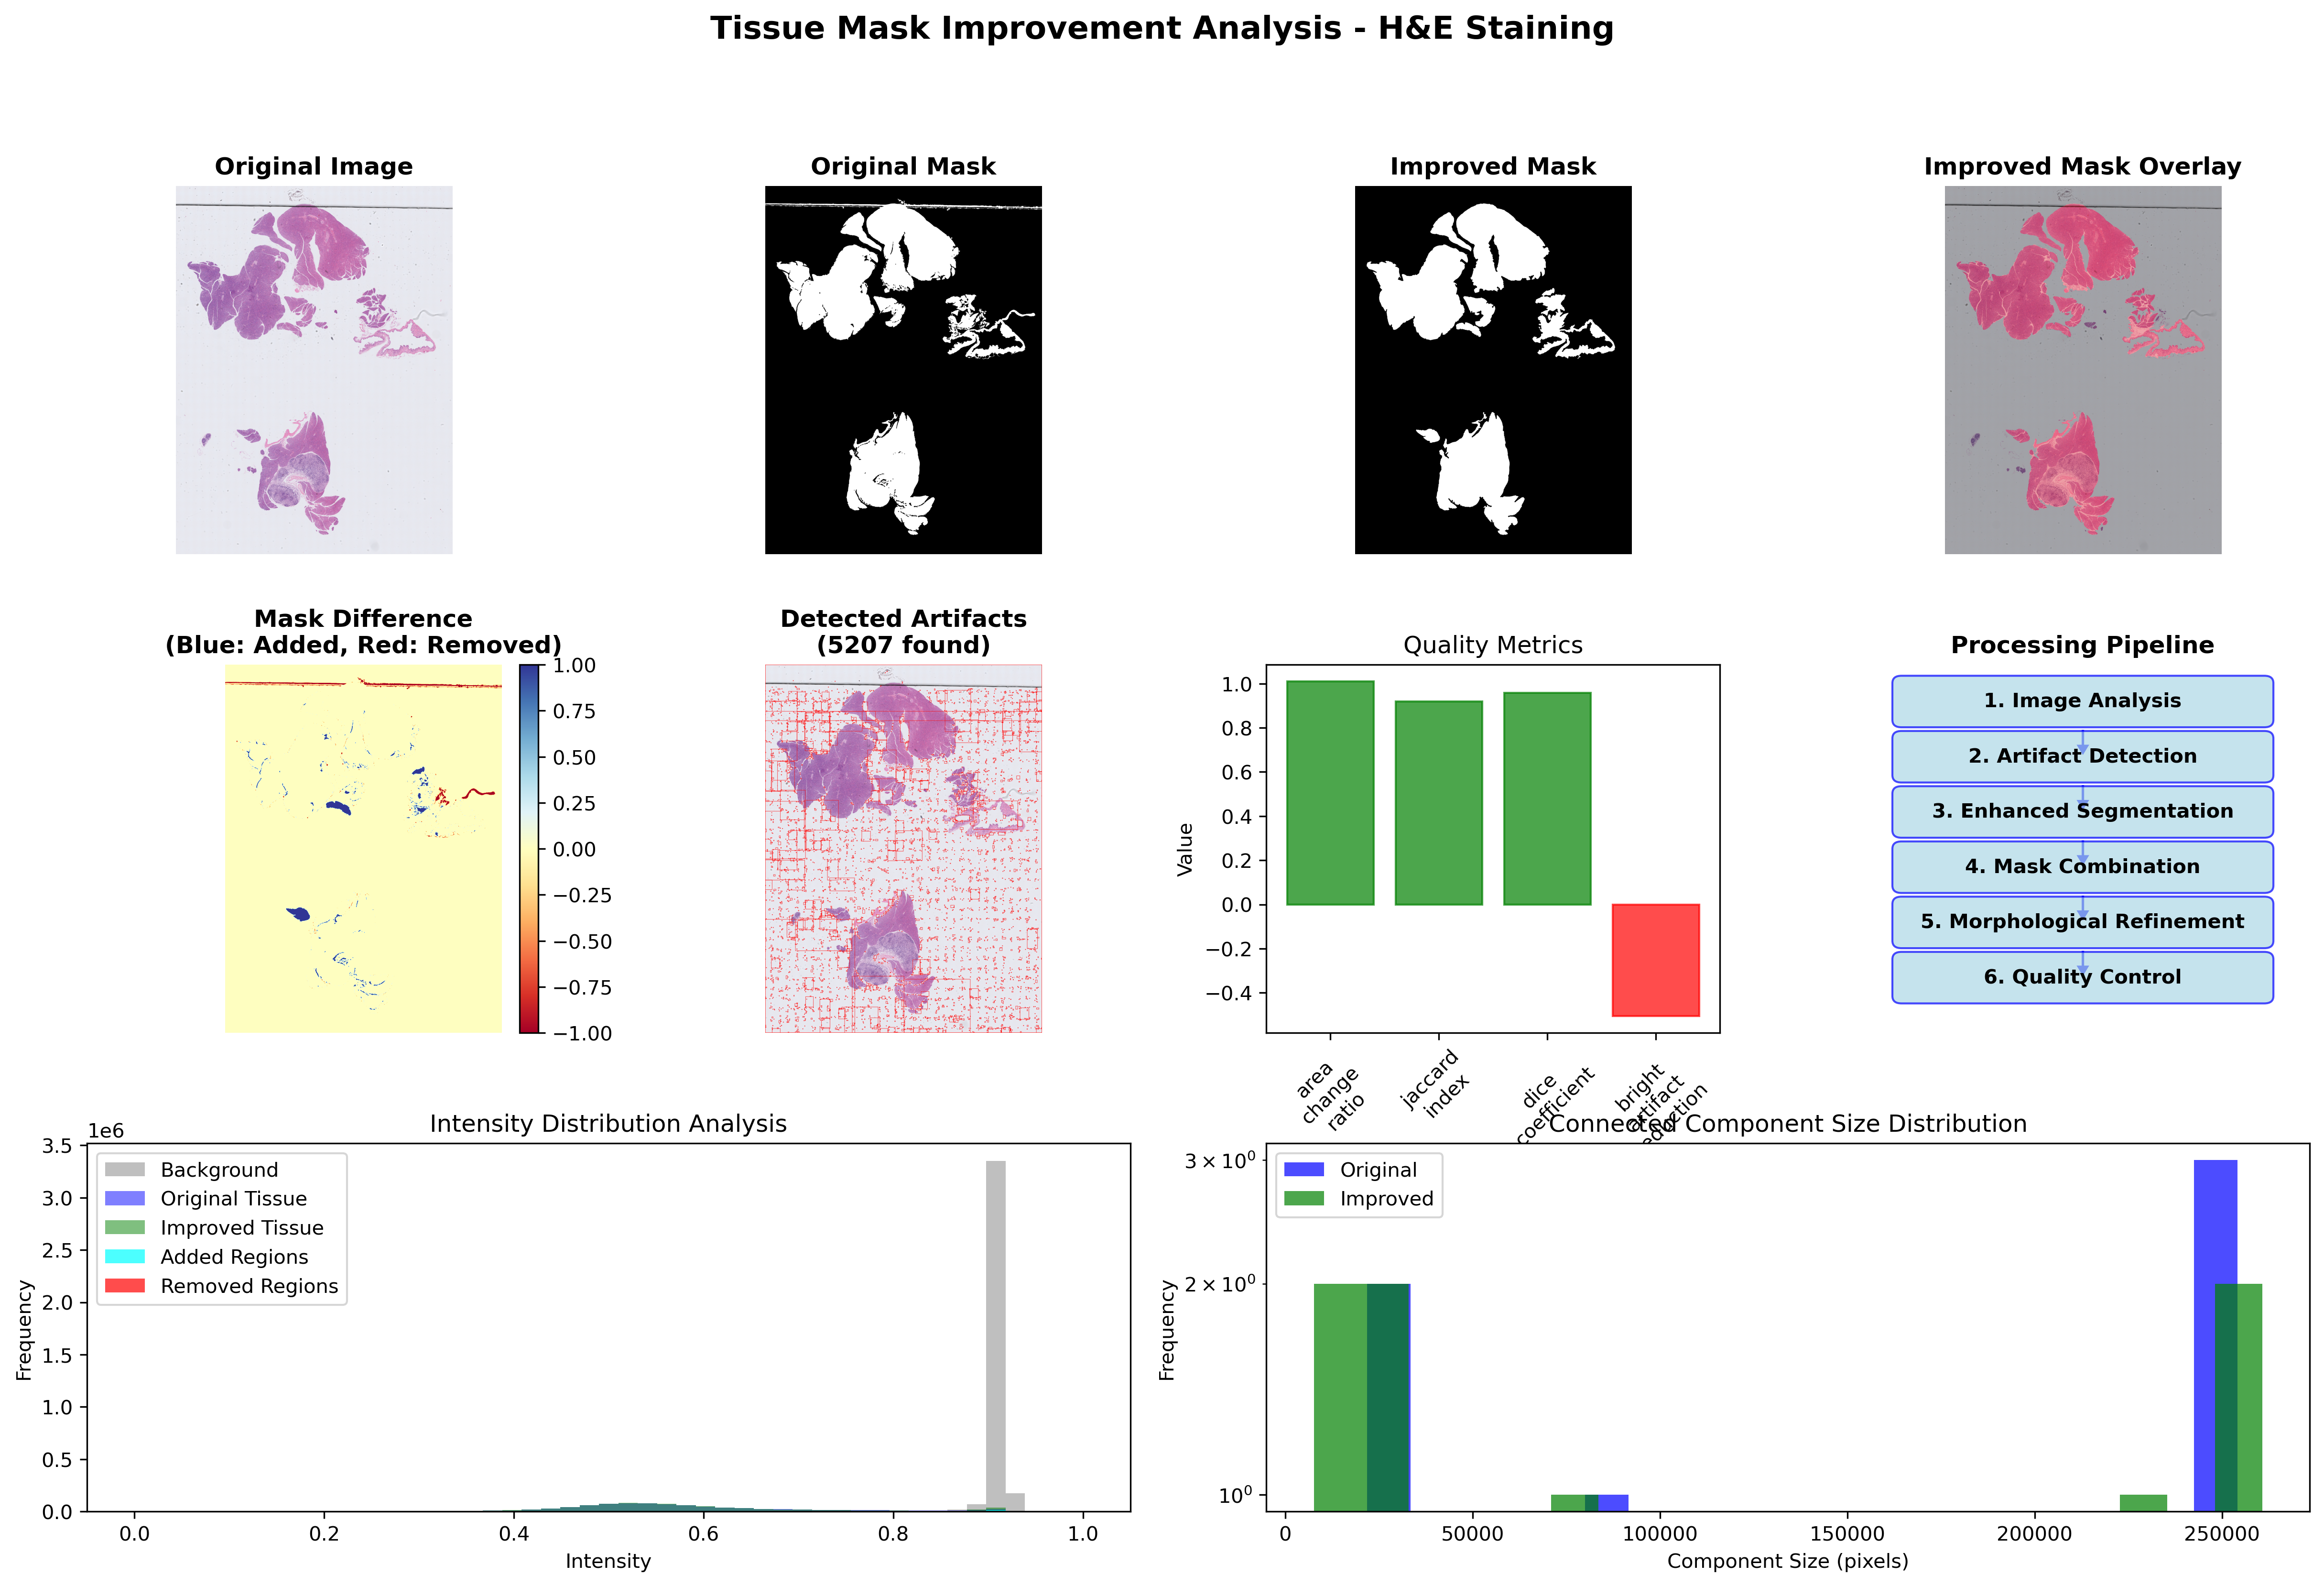 Tissue Mask Improvement Analysis - H&E Staining
Original Image
Original Mask
Improved Mask
Improved Mask Overlay
Mask Difference
(Blue: Added, Red: Removed)
1.00
0.75
0.50
0.25
0.00
−0.25
−0.50
−0.75
−1.00
Detected Artifacts
(5207 found)
Quality Metrics
Value
1.0
0.8
0.6
0.4
0.2
0.0
−0.2
−0.4
area
change
ratio
jaccard
index
dice
coefficient
bright
artifact
Processing Pipeline
1. Image Analysis
2. Artifact Detection
3. Enhanced Segmentation
4. Mask Combination
5. Morphological Refinement
6. Quality Control
Intensity Distribution Analysis
1e6
Frequency
3.5
3.0
2.5
2.0
1.5
1.0
0.5
0.0
Background
Original Tissue
Improved Tissue
Added Regions
Removed Regions
0.0 0.2 0.4 0.6 0.8 1.0
Intensity
Connected Component Size Distribution
Frequency
3 × 10⁰
2 × 10⁰
10⁰
Original
Improved
0 50000 100000 150000 200000 250000
Component Size (pixels)